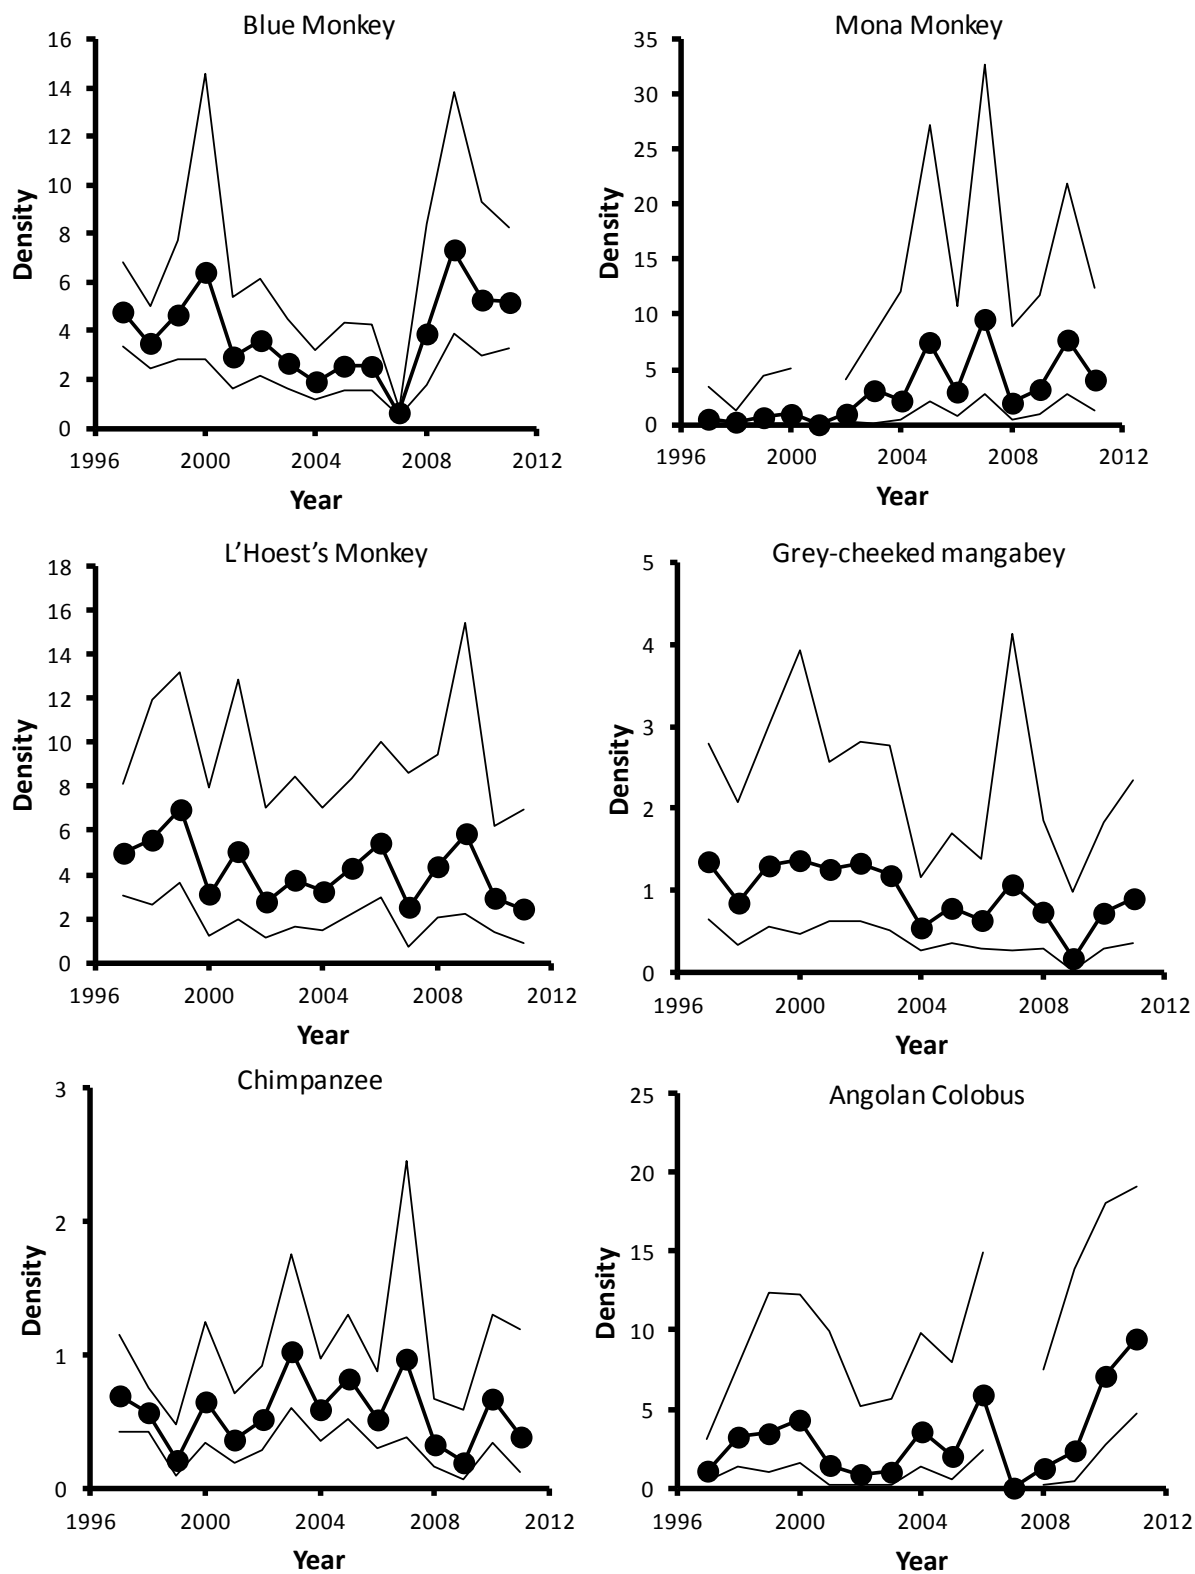 Blue Monkey
16
14
12
10
8
6
4
2
0
Density
1996 2000 2004 2008 2012
Year
Mona Monkey
35
30
25
20
15
10
5
0
Density
1996 2000 2004 2008 2012
Year
L’Hoest’s Monkey
18
16
14
12
10
8
6
4
2
0
Density
1996 2000 2004 2008 2012
Year
Grey-cheeked mangabey
5
4
3
2
1
0
Density
1996 2000 2004 2008 2012
Year
Chimpanzee
3
2
1
0
Density
1996 2000 2004 2008 2012
Year
Angolan Colobus
25
20
15
10
5
0
Density
1996 2000 2004 2008 2012
Year